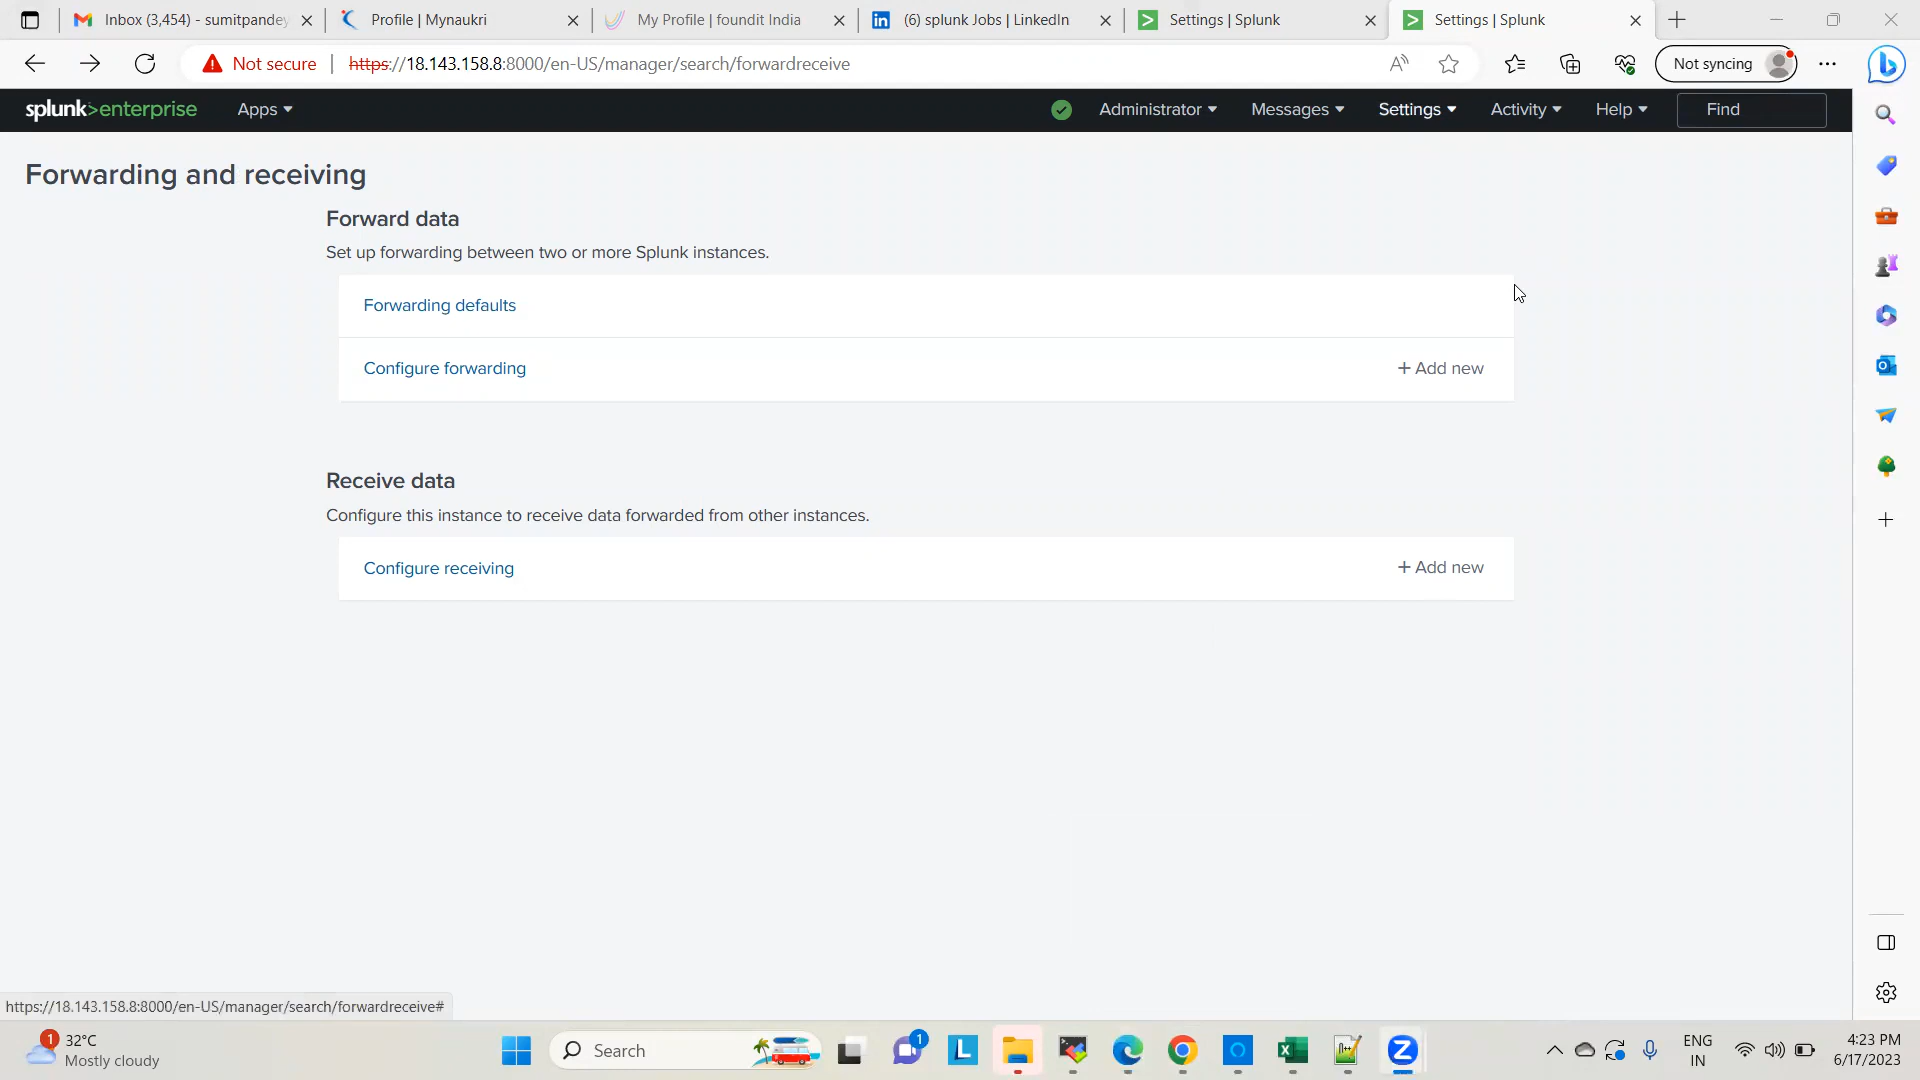 Inbox (3,454) - sumitpandey
Profile | Mynaukri
My Profile | foundit India
(6) splunk Jobs | LinkedIn
Settings | Splunk
Settings | Splunk
Not secure
https://18.143.158.8:8000/en-US/manager/search/forwardreceive
Not syncing
splunk>enterprise
Apps
Administrator
Messages
Settings
Activity
Help
Find
Forwarding and receiving
Forward data
Set up forwarding between two or more Splunk instances.
Forwarding defaults
Configure forwarding
+ Add new
Receive data
Configure this instance to receive data forwarded from other instances.
Configure receiving
+ Add new
https://18.143.158.8:8000/en-US/manager/search/forwardreceive#
1
32°C
Mostly cloudy
Search
1
ENG
IN
4:23 PM
6/17/2023